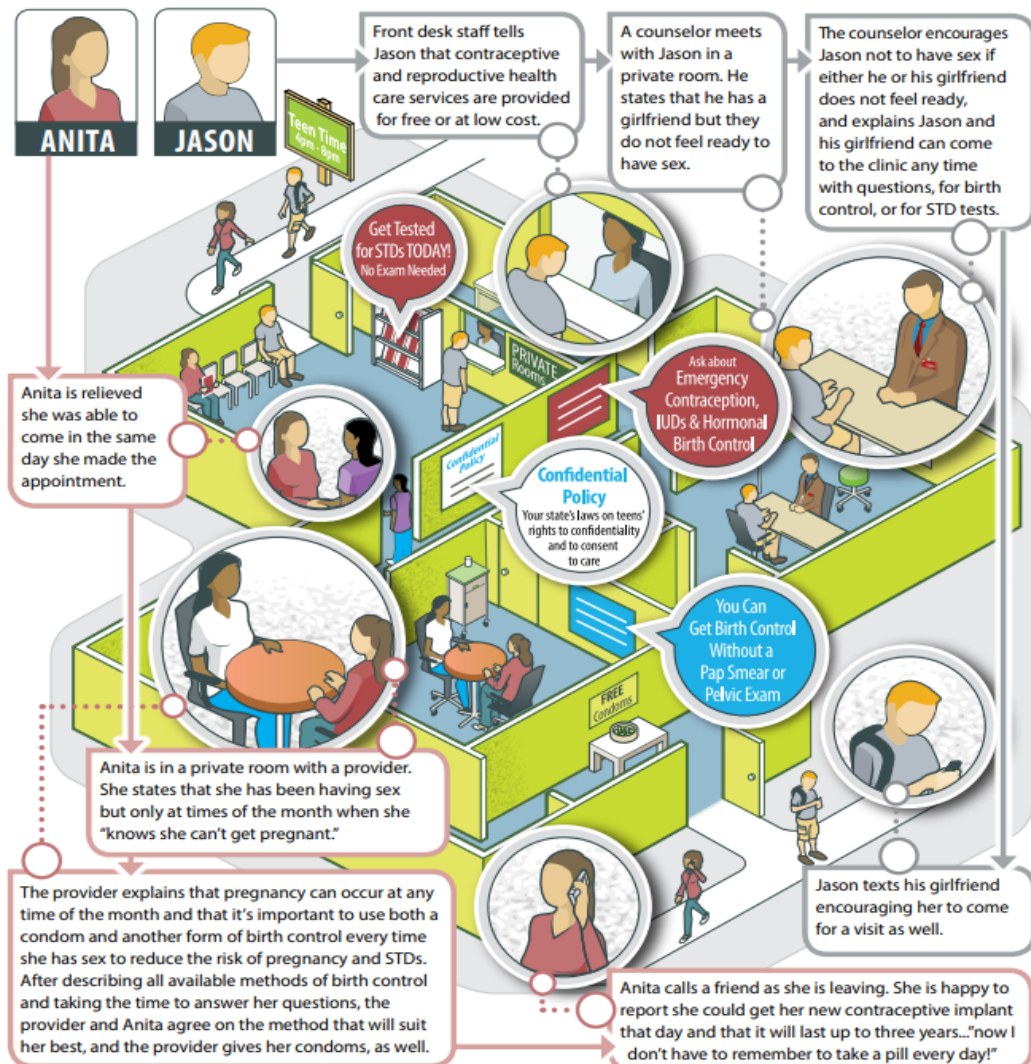 ANITA
JASON
Front desk staff tells
Jason that contraceptive
and reproductive health
care services are provided
for free or at low cost.
A counselor meets
with Jason in a
private room. He
states that he has a
girlfriend but they
do not feel ready to
have sex.
The counselor encourages
Jason not to have sex if
either he or his girlfriend
does not feel ready,
and explains Jason and
his girlfriend can come
to the clinic any time
with questions, for birth
control, or for STD tests.
Teen Time
4pm - 8pm
Get Tested
for STDs TODAY!
No Exam Needed
PRIVATE
Rooms
Ask about
Emergency
Contraception,
IUDs & Hormonal
Birth Control
Anita is relieved
she was able to
come in the same
day she made the
appointment.
Confidential
Policy
Confidential
Policy
Your state's laws on teens'
rights to confidentiality
and to consent
to care
You Can
Get Birth Control
Without a
Pap Smear or
Pelvic Exam
FREE
Condoms
Anita is in a private room with a provider.
She states that she has been having sex
but only at times of the month when she
"knows she can't get pregnant."
The provider explains that pregnancy can occur at any
time of the month and that it's important to use both a
condom and another form of birth control every time
she has sex to reduce the risk of pregnancy and STDs.
After describing all available methods of birth control
and taking the time to answer her questions, the
provider and Anita agree on the method that will suit
her best, and the provider gives her condoms, as well.
Jason texts his girlfriend
encouraging her to come
for a visit as well.
Anita calls a friend as she is leaving. She is happy to
report she could get her new contraceptive implant
that day and that it will last up to three years..."now I
don't have to remember to take a pill every day!"